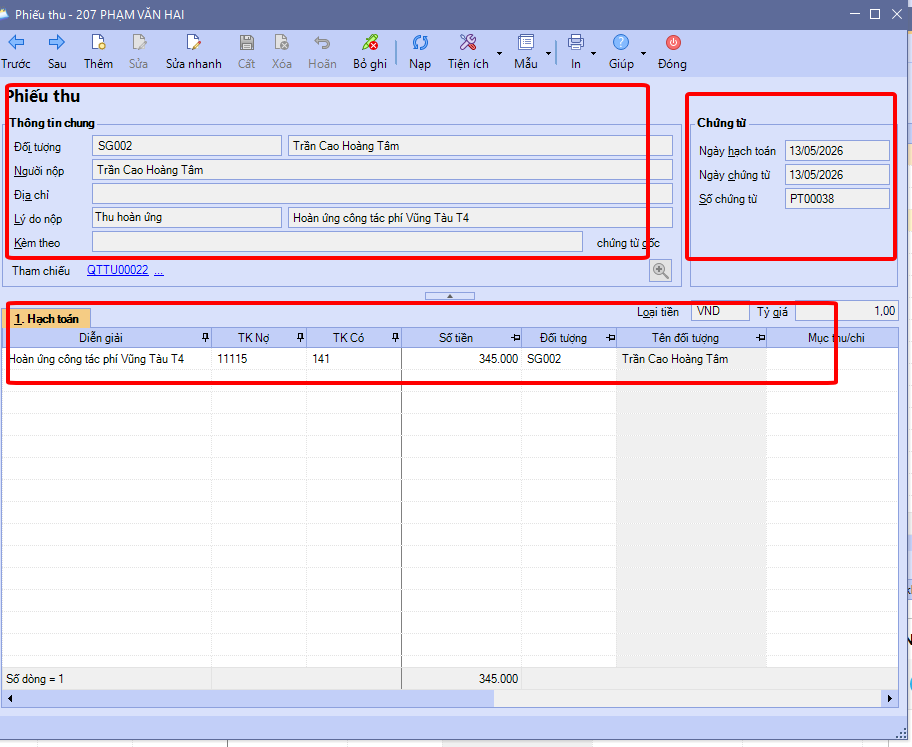 Phiếu thu - 207 PHẠM VĂN HAI
Trước Sau Thêm Sửa Sửa nhanh Cất Xóa Hoãn Bỏ ghi Nạp Tiện ích Mẫu In Giúp Đóng
Phiếu thu
Thông tin chung
Đối tượng SG002 Trần Cao Hoàng Tâm
Người nộp Trần Cao Hoàng Tâm
Địa chỉ
Lý do nộp Thu hoàn ứng Hoàn ứng công tác phí Vũng Tàu T4
Kèm theo chứng từ gốc
Tham chiếu QTTU00022 ...
Chứng từ
Ngày hạch toán 13/05/2026
Ngày chứng từ 13/05/2026
Số chứng từ PT00038
1. Hạch toán
Loại tiền VND Tỷ giá 1,00
Diễn giải TK Nợ TK Có Số tiền Đối tượng Tên đối tượng Mục thu/chi
Hoàn ứng công tác phí Vũng Tàu T4 11115 141 345.000 SG002 Trần Cao Hoàng Tâm
Số dòng = 1 345.000